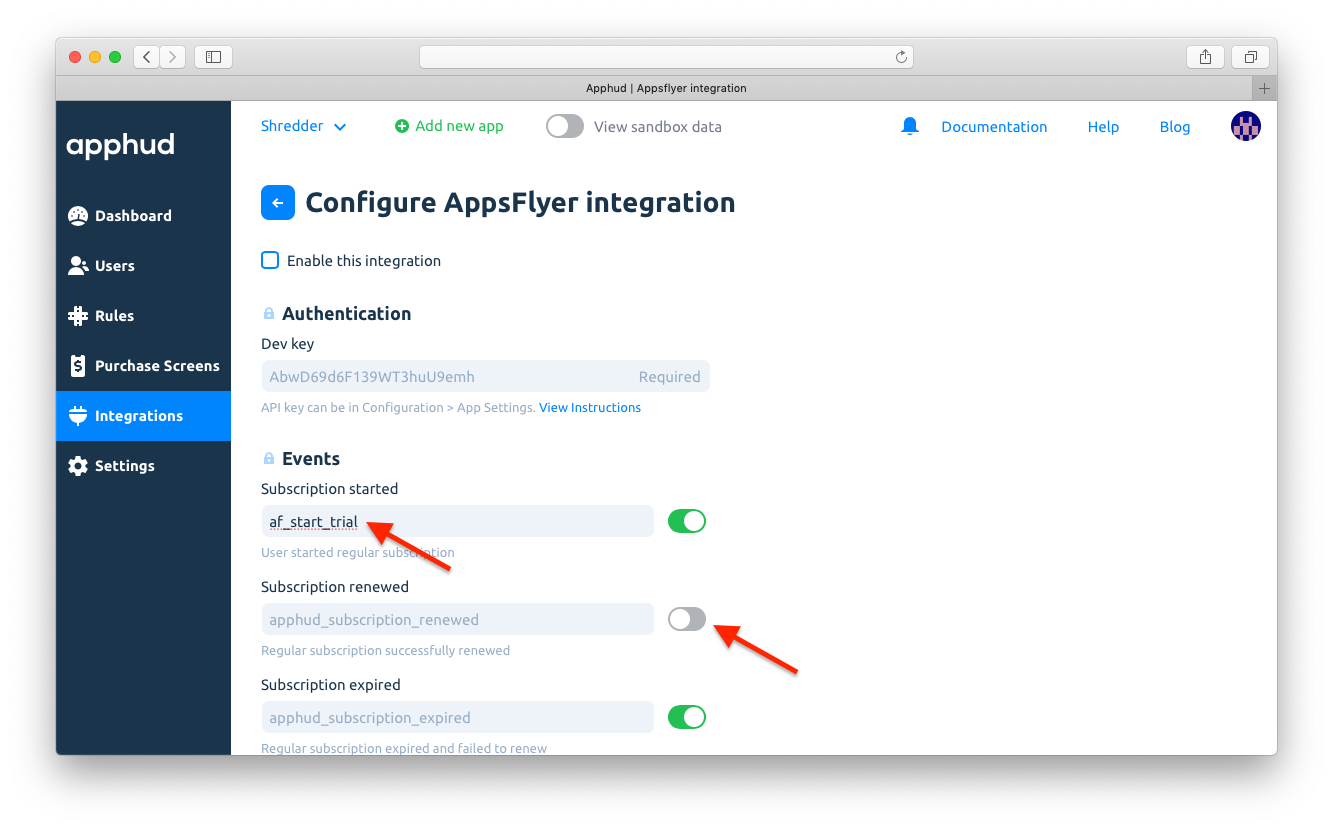 Apphud | Appsflyer integration
apphud
Shredder
Add new app
View sandbox data
Documentation
Help
Blog
Dashboard
Users
Rules
Purchase Screens
Integrations
Settings
Configure AppsFlyer integration
Enable this integration
Authentication
Dev key
AbwD69d6F139WT3huU9emh Required
API key can be in Configuration > App Settings. View Instructions
Events
Subscription started
af_start_trial
User started regular subscription
Subscription renewed
apphud_subscription_renewed
Regular subscription successfully renewed
Subscription expired
apphud_subscription_expired
Regular subscription expired and failed to renew